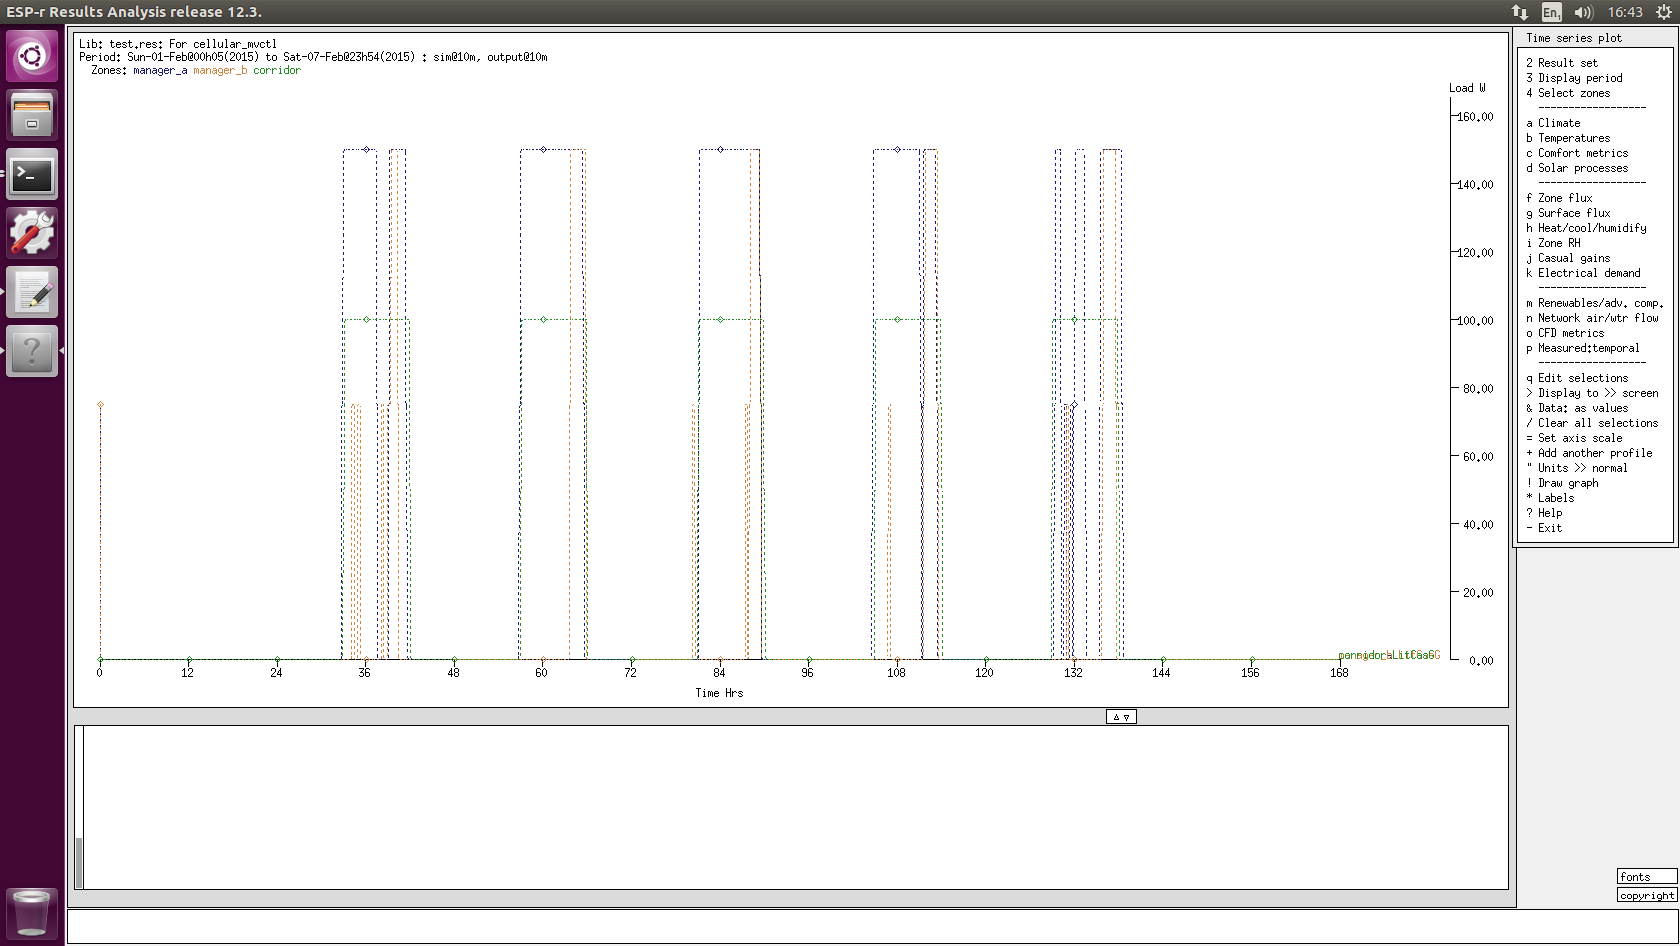 ESP-r Results Analysis release 12.3.
En1
16:43
Lib: test.res: For cellular_mvctl
Period: Sun-01-Feb@00h05(2015) to Sat-07-Feb@23h54(2015) : sim@10m, output@10m
Zones: manager_a manager_b corridor
Load W
160.00
140.00
120.00
100.00
80.00
60.00
40.00
20.00
0.00
0 12 24 36 48 60 72 84 96 108 120 132 144 156 168
Time Hrs
Time series plot
2 Result set
3 Display period
4 Select zones
------------------
a Climate
b Temperatures
c Comfort metrics
d Solar processes
------------------
f Zone flux
g Surface flux
h Heat/cool/humidify
i Zone RH
j Casual gains
k Electrical demand
------------------
m Renewables/adv. comp.
n Network air/wtr flow
o CFD metrics
p Measured:temporal
------------------
q Edit selections
> Display to >> screen
& Data: as values
/ Clear all selections
= Set axis scale
+ Add another profile
" Units >> normal
! Draw graph
* Labels
? Help
- Exit
fonts
copyright